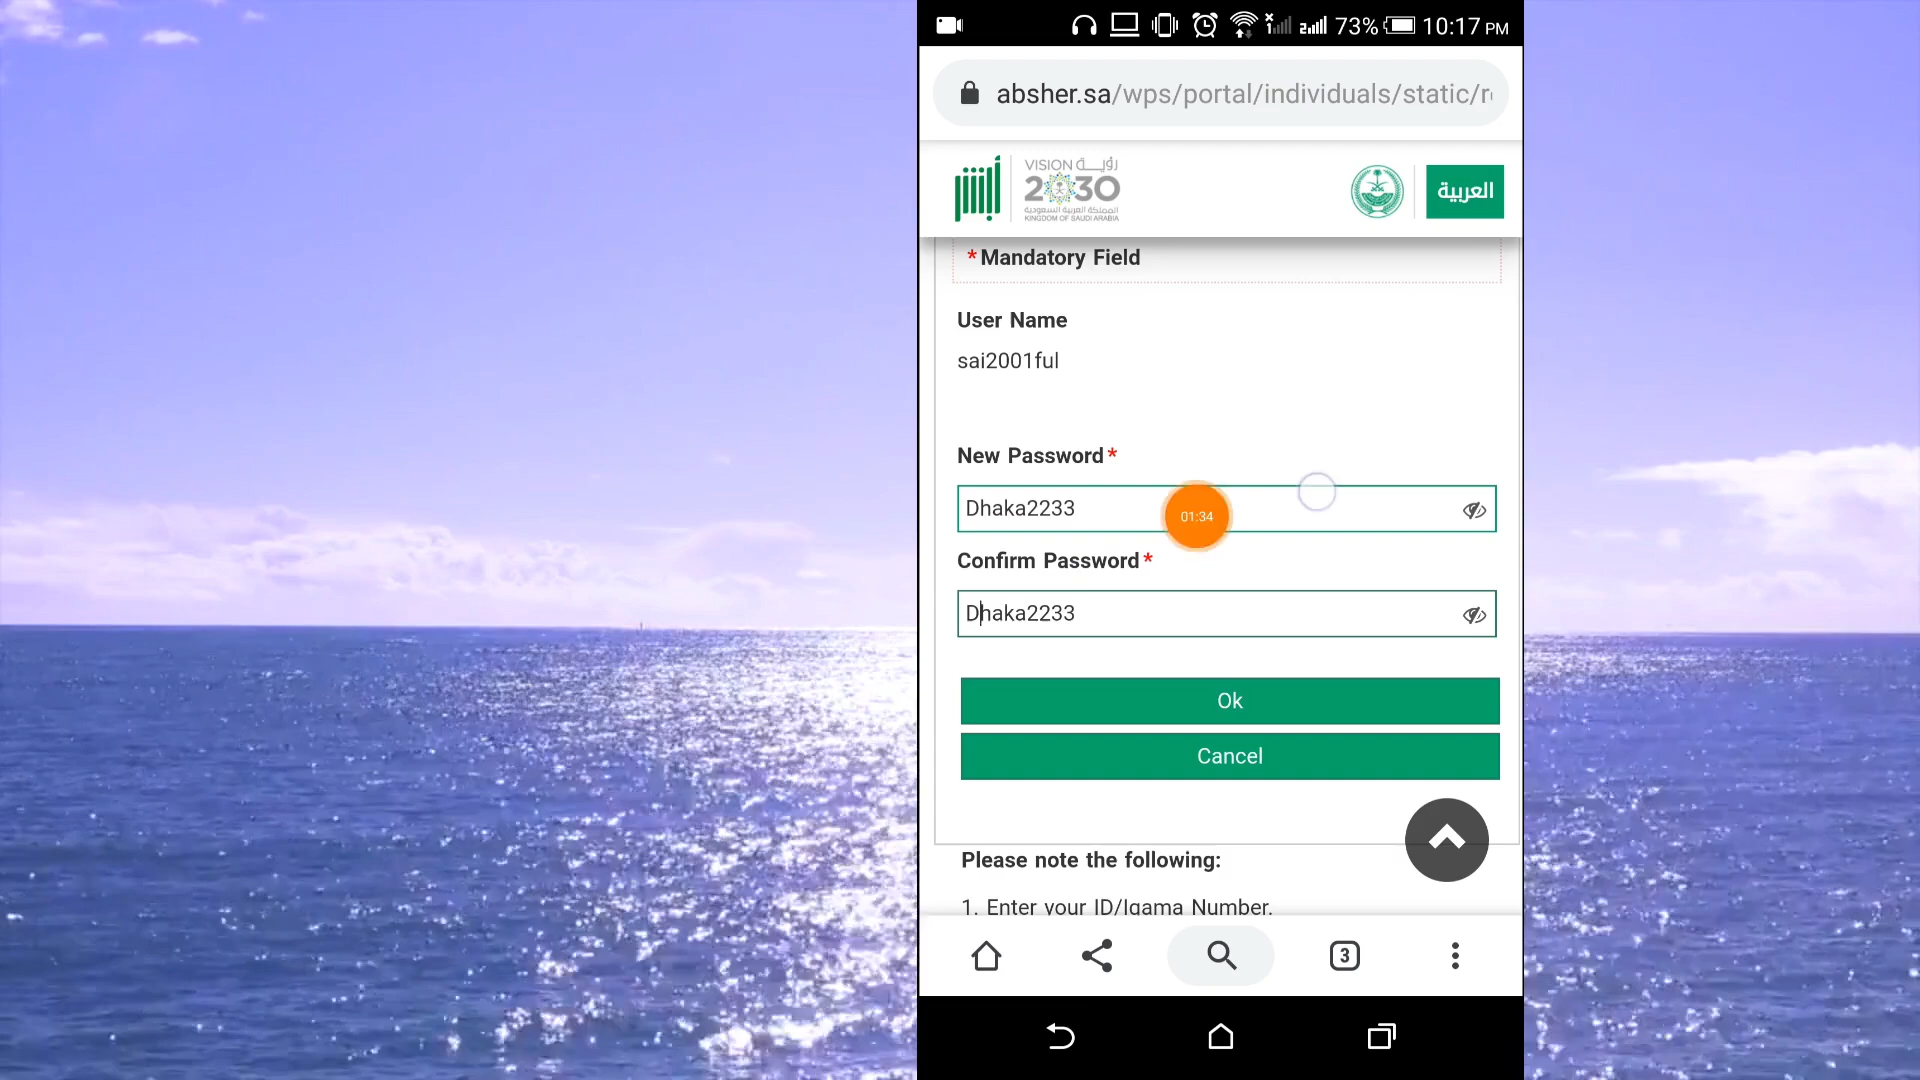 73% 10:17 PM
absher.sa/wps/portal/individuals/static/r
أبشر
VISION رؤيـــة
2030
المملكة العربية السعودية
KINGDOM OF SAUDI ARABIA
العربية
* Mandatory Field
User Name
sai2001ful
New Password *
Dhaka2233
01:34
Confirm Password *
Dhaka2233
Ok
Cancel
Please note the following:
1. Enter your ID/Iqama Number.
3